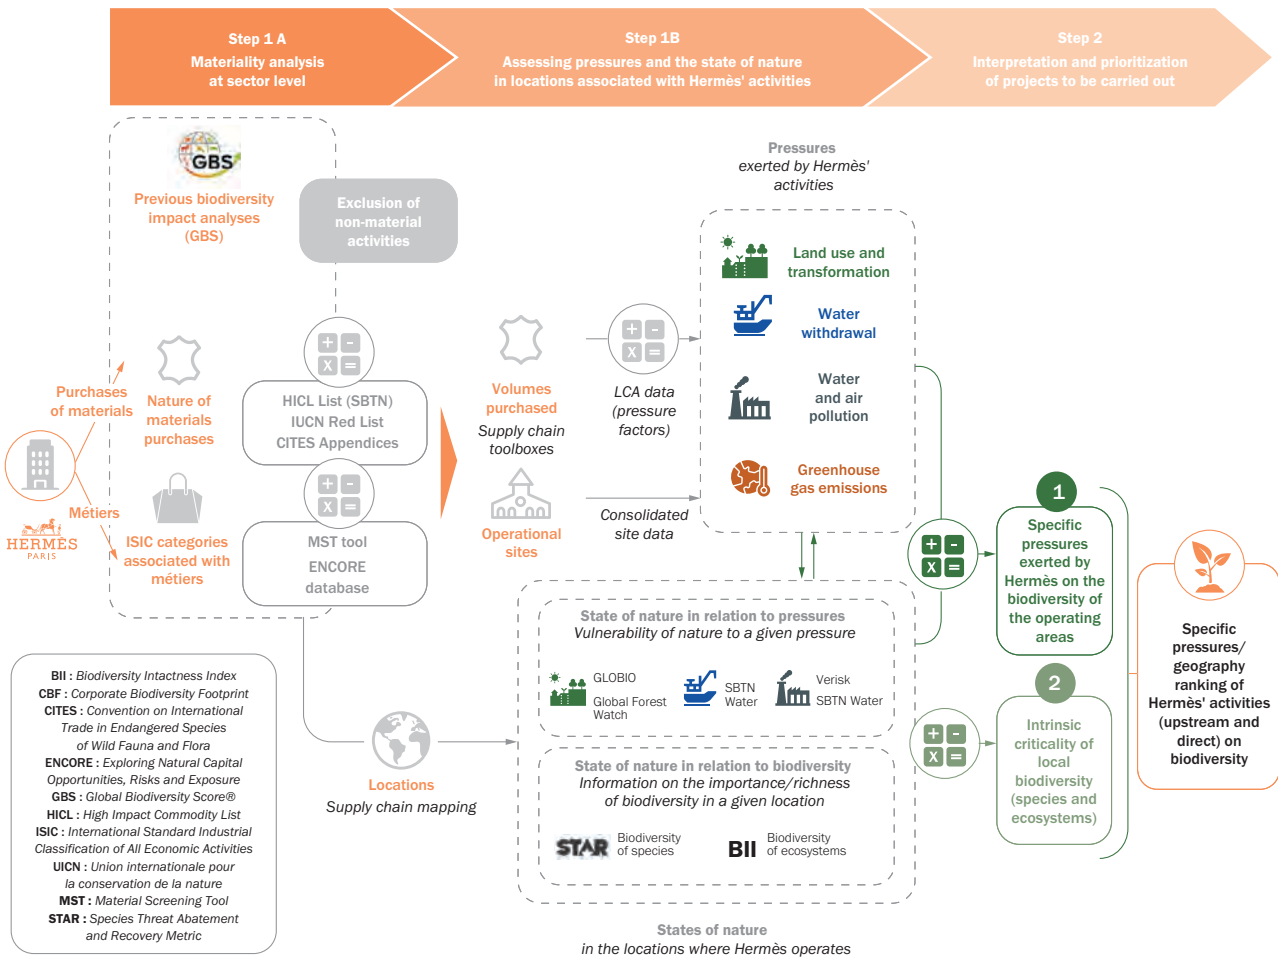 Step 1 A
Materiality analysis
at sector level
Step 1B
Assessing pressures and the state of nature
in locations associated with Hermès' activities
Step 2
Interpretation and prioritization
of projects to be carried out
GBS
Previous biodiversity
impact analyses
(GBS)
Exclusion of
non-material
activities
Purchases
of materials
Nature of
materials
purchases
HERMÈS
PARIS
Métiers
ISIC categories
associated with
métiers
+ -
x =
HICL List (SBTN)
IUCN Red List
CITES Appendices
+ -
x =
MST tool
ENCORE
database
Volumes
purchased
Supply chain
toolboxes
Operational
sites
+ -
x =
LCA data
(pressure
factors)
Consolidated
site data
Pressures
exerted by Hermès'
activities
Land use and
transformation
Water
withdrawal
Water
and air
pollution
Greenhouse
gas emissions
Locations
Supply chain mapping
State of nature in relation to pressures
Vulnerability of nature to a given pressure
GLOBIO
Global Forest
Watch
SBTN
Water
Verisk
SBTN Water
State of nature in relation to biodiversity
Information on the importance/richness
of biodiversity in a given location
STAR
Biodiversity
of species
BII
Biodiversity
of ecosystems
States of nature
in the locations where Hermès operates
+ -
x =
1
Specific
pressures
exerted by
Hermès on the
biodiversity of
the operating
areas
+ -
x =
2
Intrinsic
criticality of
local
biodiversity
(species and
ecosystems)
Specific
pressures/
geography
ranking of
Hermès' activities
(upstream and
direct) on
biodiversity
BII : Biodiversity Intactness Index
CBF : Corporate Biodiversity Footprint
CITES : Convention on International
Trade in Endangered Species
of Wild Fauna and Flora
ENCORE : Exploring Natural Capital
Opportunities, Risks and Exposure
GBS : Global Biodiversity Score®
HICL : High Impact Commodity List
ISIC : International Standard Industrial
Classification of All Economic Activities
UICN : Union internationale pour
la conservation de la nature
MST : Material Screening Tool
STAR : Species Threat Abatement
and Recovery Metric